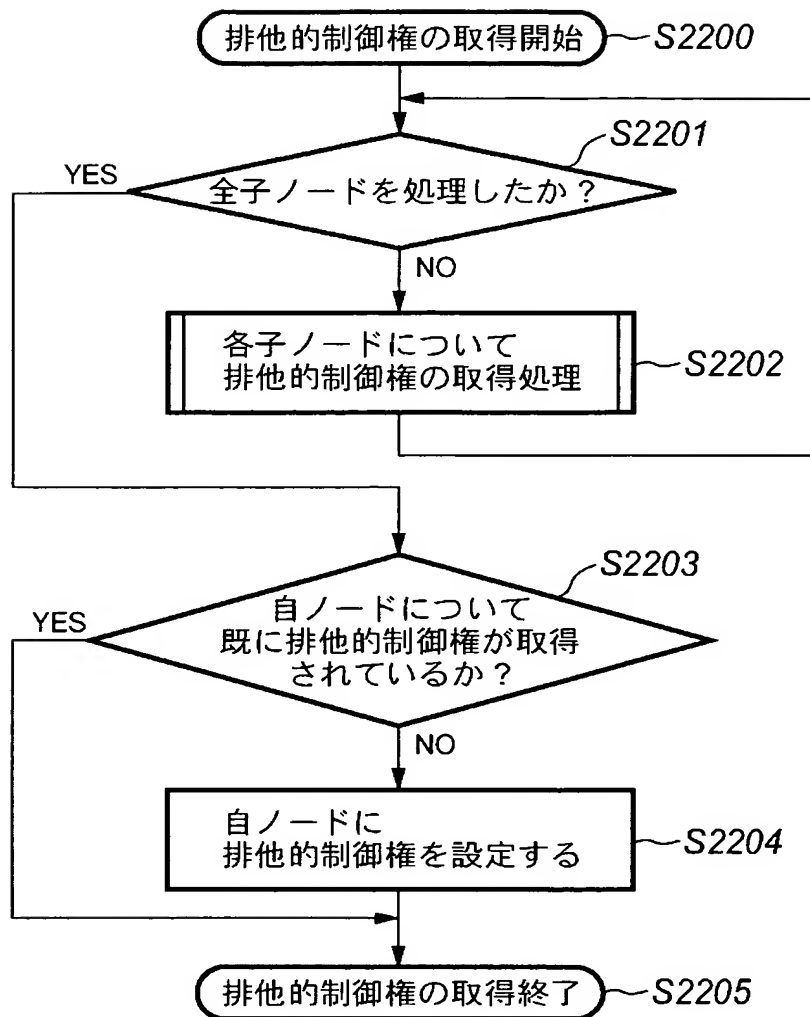 排他的制御権の取得開始
S2200
S2201
YES
全子ノードを処理したか？
NO
各子ノードについて
排他的制御権の取得処理
S2202
S2203
YES
自ノードについて
既に排他的制御権が取得
されているか？
NO
自ノードに
排他的制御権を設定する
S2204
排他的制御権の取得終了
S2205